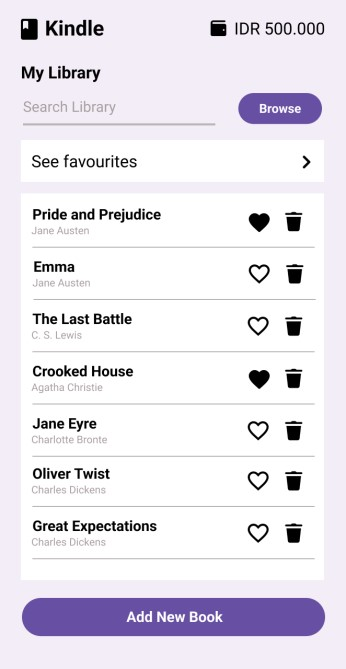 Kindle
IDR 500.000
My Library
Search Library
Browse
See favourites
Pride and Prejudice
Jane Austen
Emma
Jane Austen
The Last Battle
C. S. Lewis
Crooked House
Agatha Christie
Jane Eyre
Charlotte Bronte
Oliver Twist
Charles Dickens
Great Expectations
Charles Dickens
Add New Book